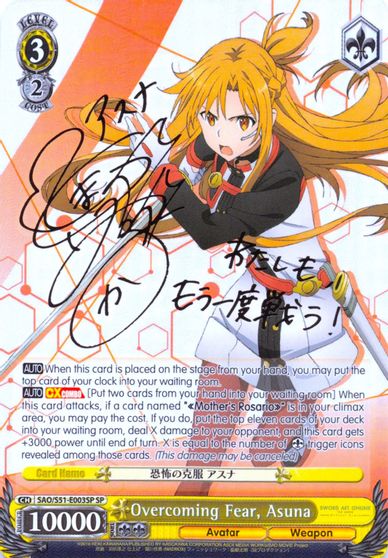 LEVEL
3
2
COST
アスナ
わたしも
もう一度戦う!
AUTO When this card is placed on the stage from your hand, you may put the
top card of your clock into your waiting room.
AUTO CX COMBO [Put two cards from your hand into your waiting room] When
this card attacks, if a card named "«Mother's Rosario»" is in your climax
area, you may pay the cost. If you do, put the top eleven cards of your deck
into your waiting room, deal X damage to your opponent, and this card gets
+3000 power until end of turn. X is equal to the number of trigger icons
revealed among those cards. (This damage may be canceled)
Card Name 恐怖の克服 アスナ
CH SAO/S51-E003SP SP
10000
Overcoming Fear, Asuna
Avatar Weapon